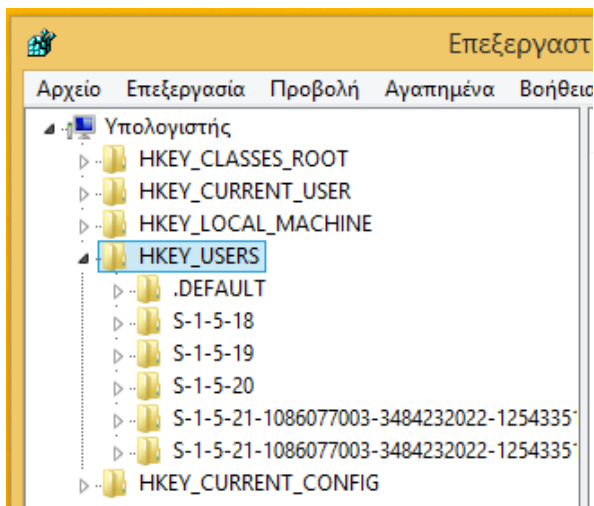 Επεξεργαστ
Αρχείο Επεξεργασία Προβολή Αγαπημένα Βοήθεια
Υπολογιστής
HKEY_CLASSES_ROOT
HKEY_CURRENT_USER
HKEY_LOCAL_MACHINE
HKEY_USERS
.DEFAULT
S-1-5-18
S-1-5-19
S-1-5-20
S-1-5-21-1086077003-3484232022-1254335
S-1-5-21-1086077003-3484232022-1254335
HKEY_CURRENT_CONFIG